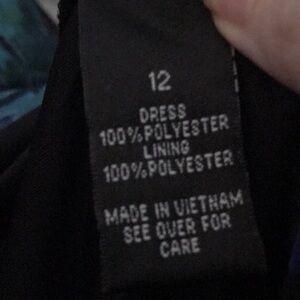 12
DRESS
100% POLYESTER
LINING
100% POLYESTER
MADE IN VIETNAM
SEE OVER FOR
CARE